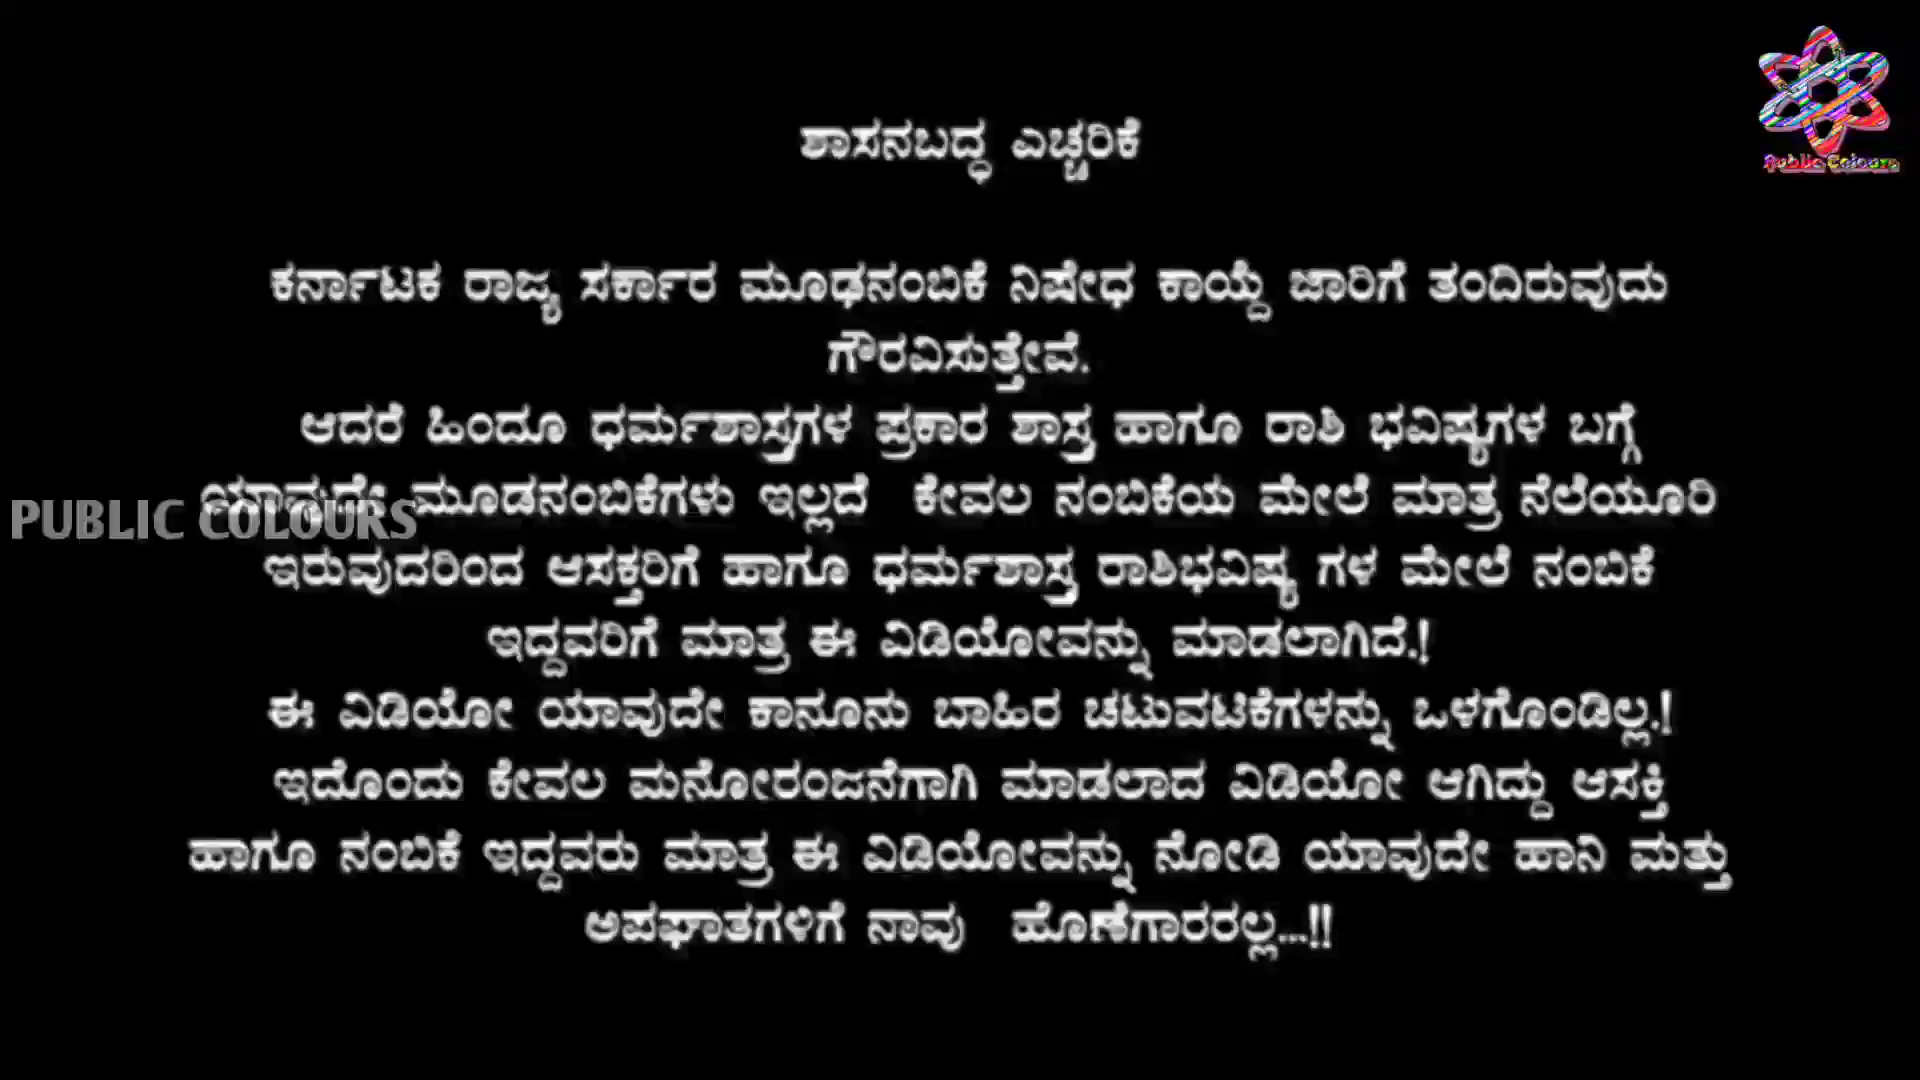 Public Colours
ಶಾಸನಬದ್ಧ ಎಚ್ಚರಿಕೆ
ಕರ್ನಾಟಕ ರಾಜ್ಯ ಸರ್ಕಾರ ಮೂಢನಂಬಿಕೆ ನಿಷೇಧ ಕಾಯ್ದೆ ಜಾರಿಗೆ ತಂದಿರುವುದು
ಗೌರವಿಸುತ್ತೇವೆ.
ಆದರೆ ಹಿಂದೂ ಧರ್ಮಶಾಸ್ತ್ರಗಳ ಪ್ರಕಾರ ಶಾಸ್ತ್ರ ಹಾಗೂ ರಾಶಿ ಭವಿಷ್ಯಗಳ ಬಗ್ಗೆ
ಯಾವುದೇ ಮೂಡನಂಬಿಕೆಗಳು ಇಲ್ಲದೆ ಕೇವಲ ನಂಬಿಕೆಯ ಮೇಲೆ ಮಾತ್ರ ನೆಲೆಯೂರಿ
PUBLIC COLOURS
ಇರುವುದರಿಂದ ಆಸಕ್ತರಿಗೆ ಹಾಗೂ ಧರ್ಮಶಾಸ್ತ್ರ ರಾಶಿಭವಿಷ್ಯ ಗಳ ಮೇಲೆ ನಂಬಿಕೆ
ಇದ್ದವರಿಗೆ ಮಾತ್ರ ಈ ವಿಡಿಯೋವನ್ನು ಮಾಡಲಾಗಿದೆ.!
ಈ ವಿಡಿಯೋ ಯಾವುದೇ ಕಾನೂನು ಬಾಹಿರ ಚಟುವಟಿಕೆಗಳನ್ನು ಒಳಗೊಂಡಿಲ್ಲ.!
ಇದೊಂದು ಕೇವಲ ಮನೋರಂಜನೆಗಾಗಿ ಮಾಡಲಾದ ವಿಡಿಯೋ ಆಗಿದ್ದು ಆಸಕ್ತಿ
ಹಾಗೂ ನಂಬಿಕೆ ಇದ್ದವರು ಮಾತ್ರ ಈ ವಿಡಿಯೋವನ್ನು ನೋಡಿ ಯಾವುದೇ ಹಾನಿ ಮತ್ತು
ಅಪಘಾತಗಳಿಗೆ ನಾವು ಹೊಣೆಗಾರರಲ್ಲ...!!